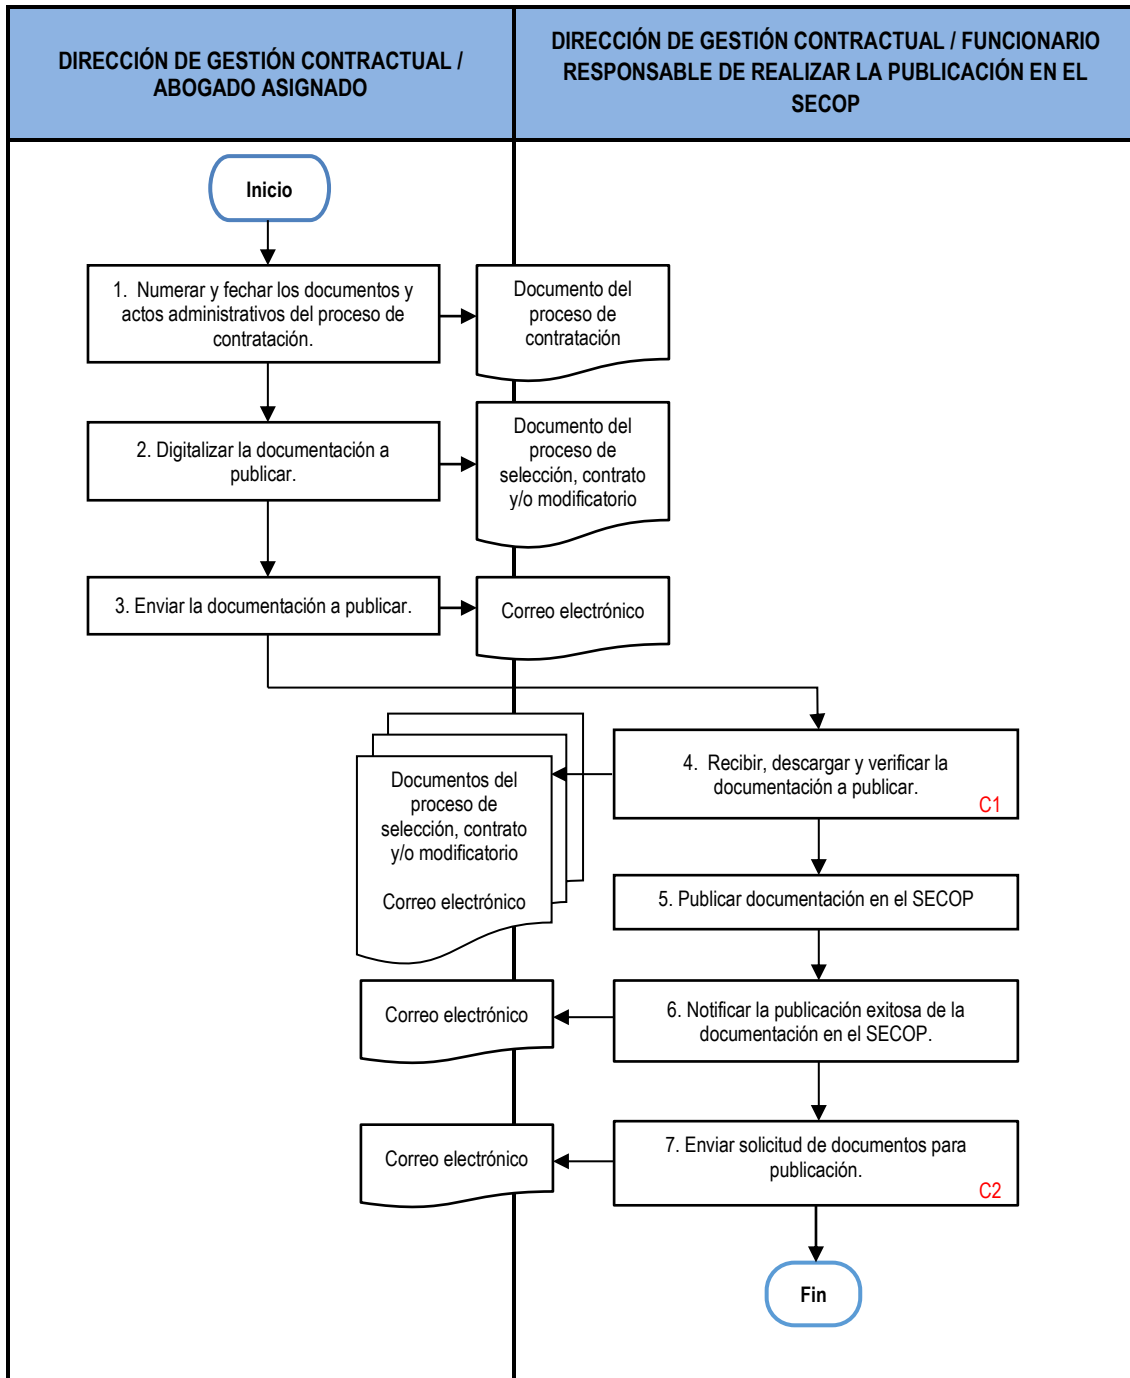 DIRECCIÓN DE GESTIÓN CONTRACTUAL /
ABOGADO ASIGNADO
DIRECCIÓN DE GESTIÓN CONTRACTUAL / FUNCIONARIO
RESPONSABLE DE REALIZAR LA PUBLICACIÓN EN EL
SECOP
Inicio
1. Numerar y fechar los documentos y
actos administrativos del proceso de
contratación.
Documento del
proceso de
contratación
2. Digitalizar la documentación a
publicar.
Documento del
proceso de
selección, contrato
y/o modificatorio
3. Enviar la documentación a publicar.
Correo electrónico
4. Recibir, descargar y verificar la
documentación a publicar.
C1
Documentos del
proceso de
selección, contrato
y/o modificatorio
Correo electrónico
5. Publicar documentación en el SECOP
6. Notificar la publicación exitosa de la
documentación en el SECOP.
Correo electrónico
7. Enviar solicitud de documentos para
publicación.
C2
Correo electrónico
Fin